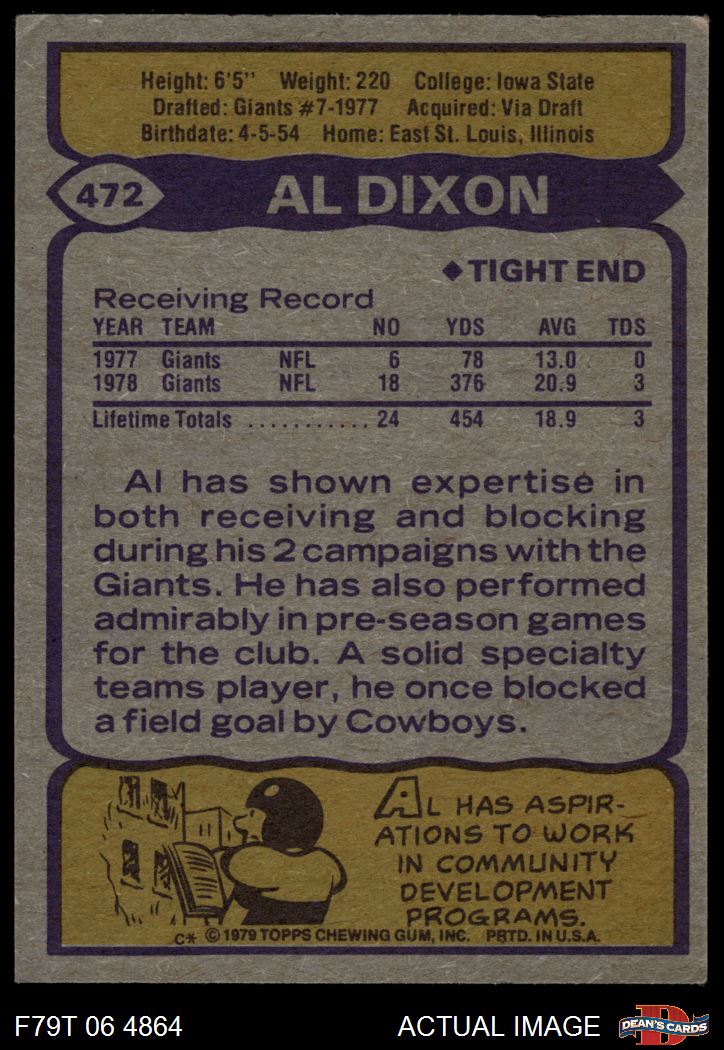 Height: 6'5" Weight: 220 College: Iowa State
Drafted: Giants #7-1977 Acquired: Via Draft
Birthdate: 4-5-54 Home: East St. Louis, Illinois
472 AL DIXON
◆TIGHT END
Receiving Record
YEAR TEAM NO YDS AVG TDS
1977 Giants NFL 6 78 13.0 0
1978 Giants NFL 18 376 20.9 3
Lifetime Totals ........... 24 454 18.9 3
Al has shown expertise in
both receiving and blocking
during his 2 campaigns with the
Giants. He has also performed
admirably in pre-season games
for the club. A solid specialty
teams player, he once blocked
a field goal by Cowboys.
AL HAS ASPIR-
ATIONS TO WORK
IN COMMUNITY
DEVELOPMENT
PROGRAMS.
C* © 1979 TOPPS CHEWING GUM, INC. PRTD. IN U.S.A.
F79T 06 4864 ACTUAL IMAGE D DEAN'S CARDS